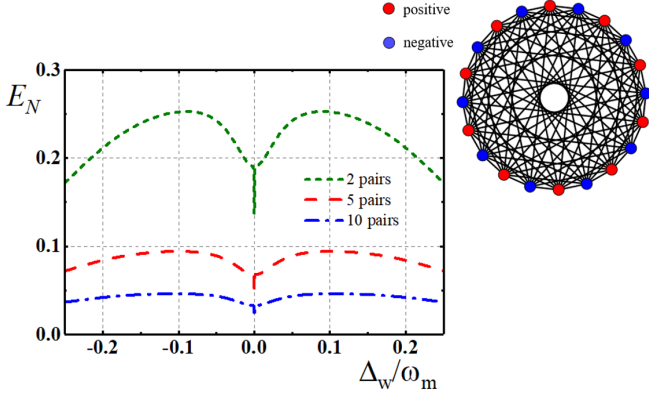 positive
negative
0.3
E_N
0.2
2 pairs
5 pairs
10 pairs
0.1
0.0
-0.2 -0.1 0.0 0.1 0.2
Δ_w/ω_m